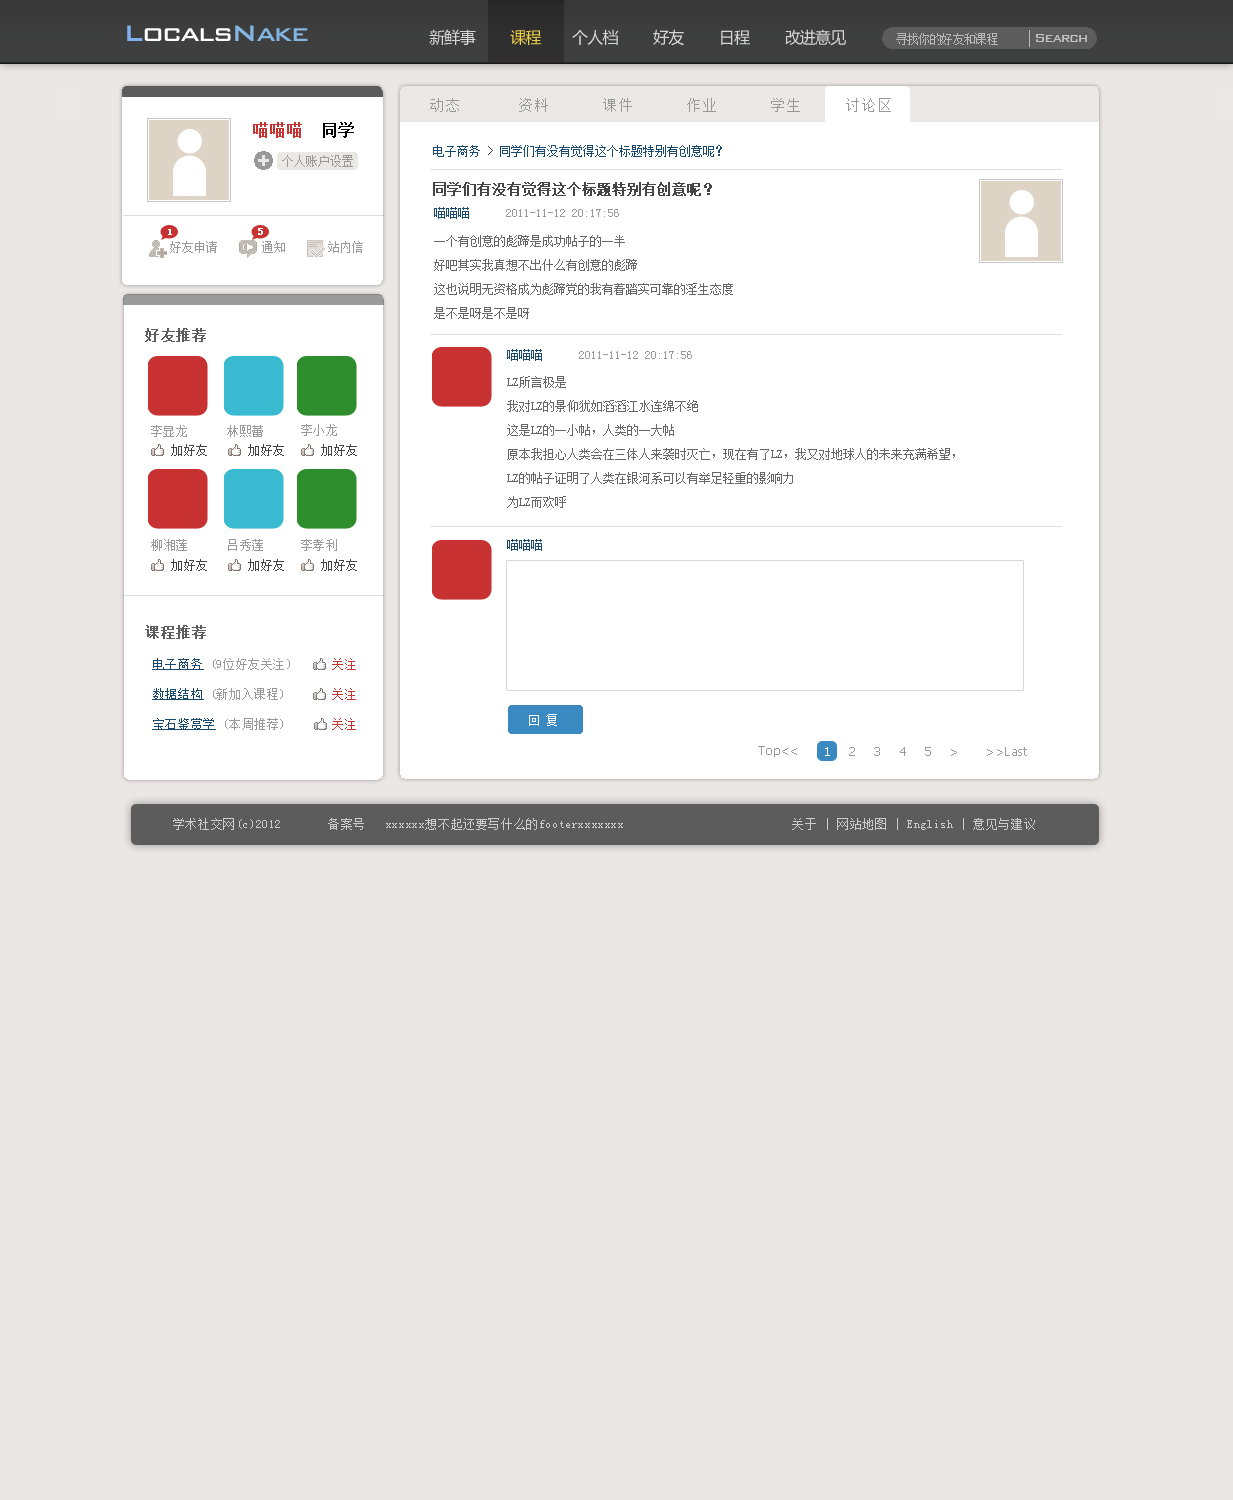 LOCALSNAKE 新鲜事 课程 个人档 好友 日程 改进意见 寻找你的好友和课程 SEARCH
喵喵喵 同学
个人账户设置
1 5
好友申请 通知 站内信
好友推荐
李显龙 林熙蕾 李小龙
加好友 加好友 加好友
柳湘莲 吕秀莲 李孝利
加好友 加好友 加好友
课程推荐
电子商务 (9位好友关注) 关注
数据结构 (新加入课程) 关注
宝石鉴赏学 (本周推荐) 关注
动态 资料 课件 作业 学生 讨论区
电子商务 > 同学们有没有觉得这个标题特别有创意呢?
同学们有没有觉得这个标题特别有创意呢?
喵喵喵 2011-11-12 20:17:56
一个有创意的彪蹄是成功帖子的一半
好吧其实我真想不出什么有创意的彪蹄
这也说明无资格成为彪蹄党的我有着踏实可靠的淫生态度
是不是呀是不是呀
喵喵喵 2011-11-12 20:17:56
LZ所言极是
我对LZ的景仰犹如滔滔江水连绵不绝
这是LZ的一小帖，人类的一大帖
原本我担心人类会在三体人来袭时灭亡，现在有了LZ，我又对地球人的未来充满希望，
LZ的帖子证明了人类在银河系可以有举足轻重的影响力
为LZ而欢呼
喵喵喵
回复
Top<< 1 2 3 4 5 > >>Last
学术社交网(c)2012 备案号 xxxxxx想不起还要写什么的footerxxxxxxx 关于 | 网站地图 | English | 意见与建议